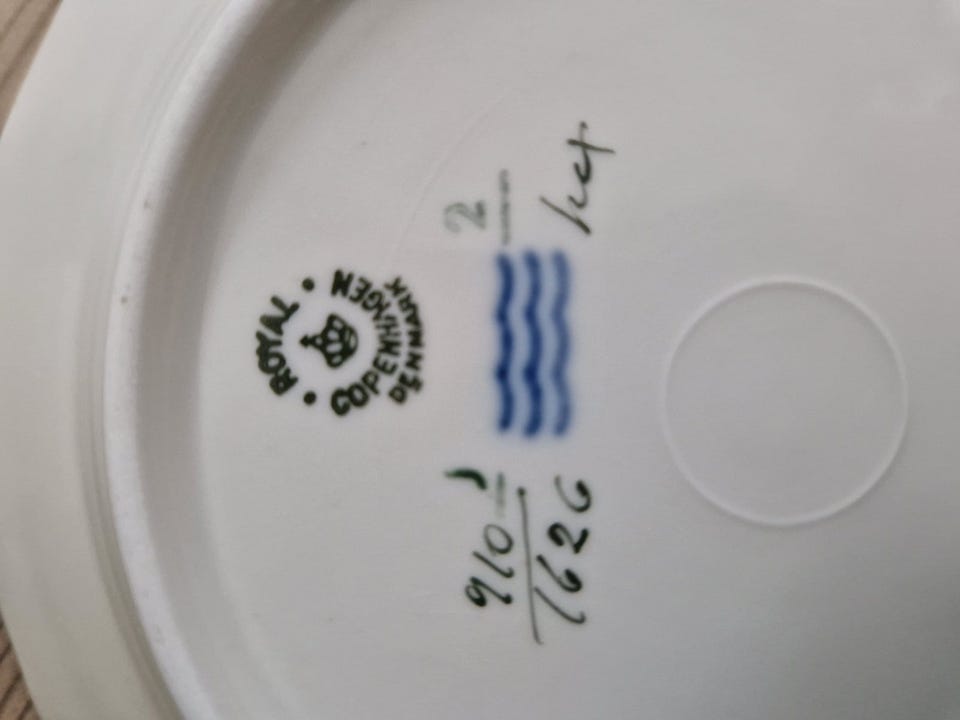 ROYAL
COPENHAGEN
DENMARK
2
910
1626